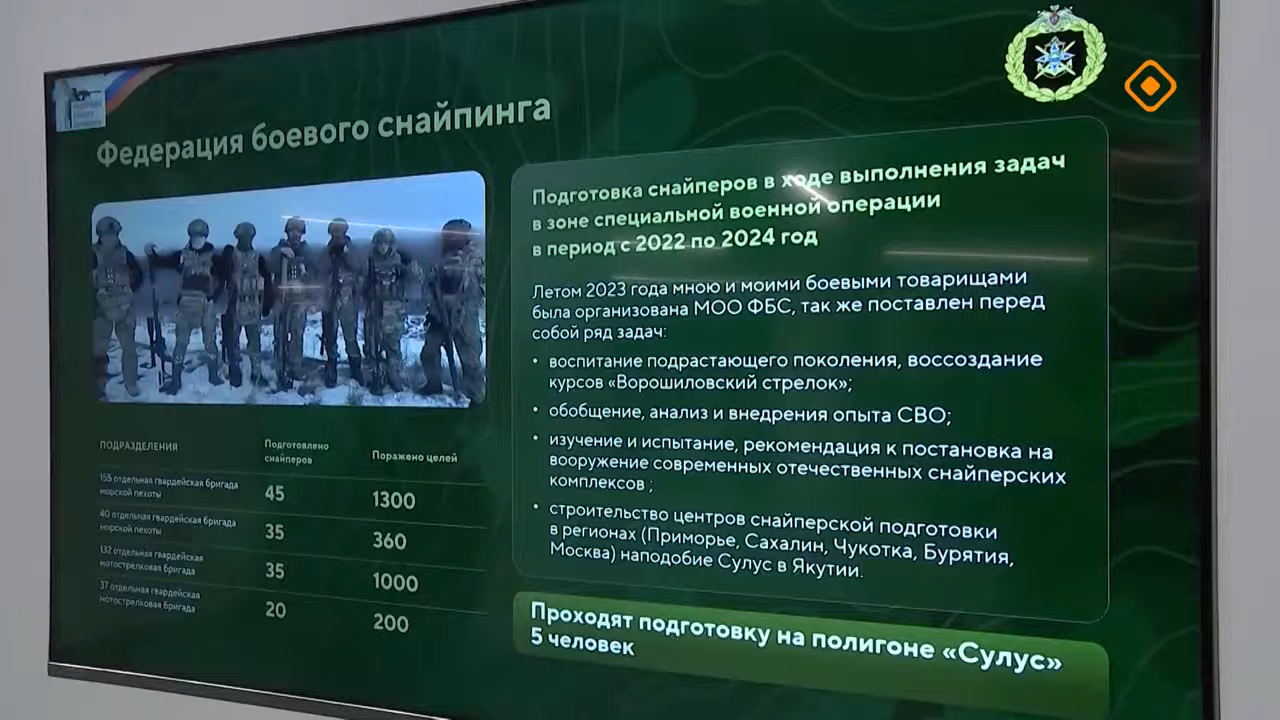 Федерация боевого снайпинга
Подготовка снайперов в ходе выполнения задач
в зоне специальной военной операции
в период с 2022 по 2024 год
Летом 2023 года мною и моими боевыми товарищами
была организована МОО ФБС, так же поставлен перед
собой ряд задач:
• воспитание подрастающего поколения, воссоздание
курсов «Ворошиловский стрелок»;
• обобщение, анализ и внедрения опыта СВО;
• изучение и испытание, рекомендация к постановка на
вооружение современных отечественных снайперских
комплексов ;
• строительство центров снайперской подготовки
в регионах (Приморье, Сахалин, Чукотка, Бурятия,
Москва) наподобие Сулус в Якутии.
Проходят подготовку на полигоне «Сулус»
5 человек
ПОДРАЗДЕЛЕНИЯ Подготовлено
снайперов Поражено целей
155 отдельная гвардейская бригада
морской пехоты 45 1300
40 отдельная гвардейская бригада
морской пехоты 35 360
132 отдельная гвардейская
мотострелковая бригада 35 1000
37 отдельная гвардейская
мотострелковая бригада 20 200